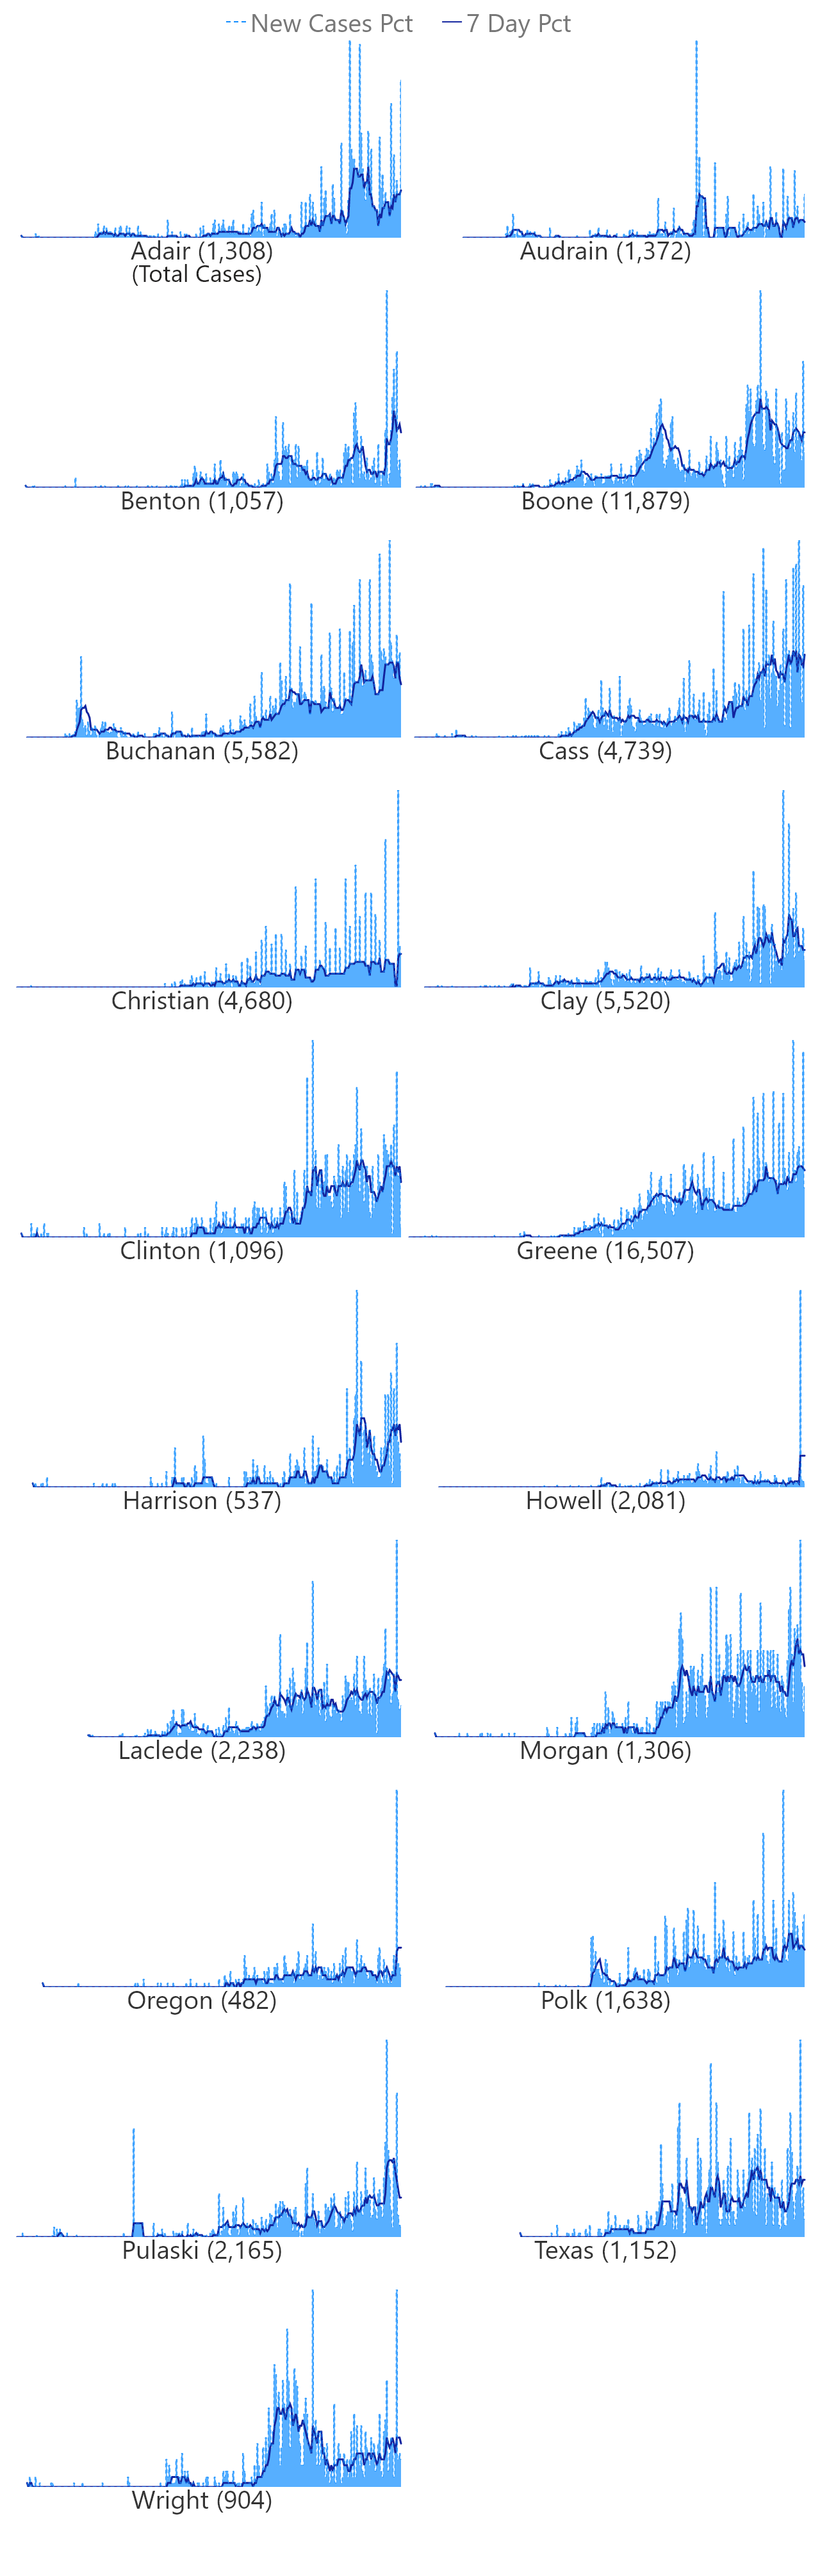 New Cases Pct 7 Day Pct
Adair (1,308) Audrain (1,372)
(Total Cases)
Benton (1,057) Boone (11,879)
Buchanan (5,582) Cass (4,739)
Christian (4,680) Clay (5,520)
Clinton (1,096) Greene (16,507)
Harrison (537) Howell (2,081)
Laclede (2,238) Morgan (1,306)
Oregon (482) Polk (1,638)
Pulaski (2,165) Texas (1,152)
Wright (904)